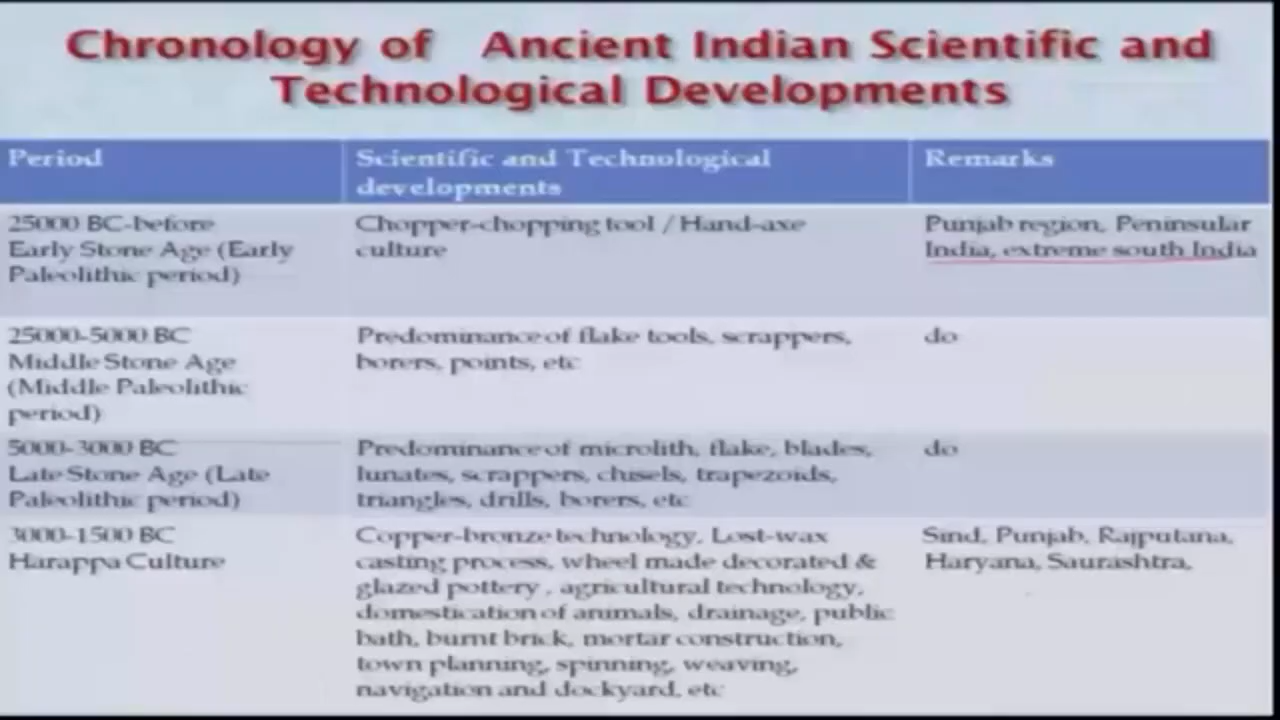 Chronology of Ancient Indian Scientific and
Technological Developments
Period
Scientific and Technological
developments
Remarks
25000 BC-before
Early Stone Age (Early
Paleolithic period)
Chopper-chopping tool / Hand-axe
culture
Punjab region, Peninsular
India, extreme south India
25000-5000 BC
Middle Stone Age
(Middle Paleolithic
period)
Predominance of flake tools, scrappers,
borers, points, etc
do
5000-3000 BC
Late Stone Age (Late
Paleolithic period)
Predominance of microlith, flake, blades,
lunates, scrappers, chisels, trapezoids,
triangles, drills, borers, etc
do
3000-1500 BC
Harappa Culture
Copper-bronze technology, Lost-wax
casting process, wheel made decorated &
glazed pottery , agricultural technology,
domestication of animals, drainage, public
bath, burnt brick, mortar construction,
town planning, spinning, weaving,
navigation and dockyard, etc
Sind, Punjab, Rajputana,
Haryana, Saurashtra,